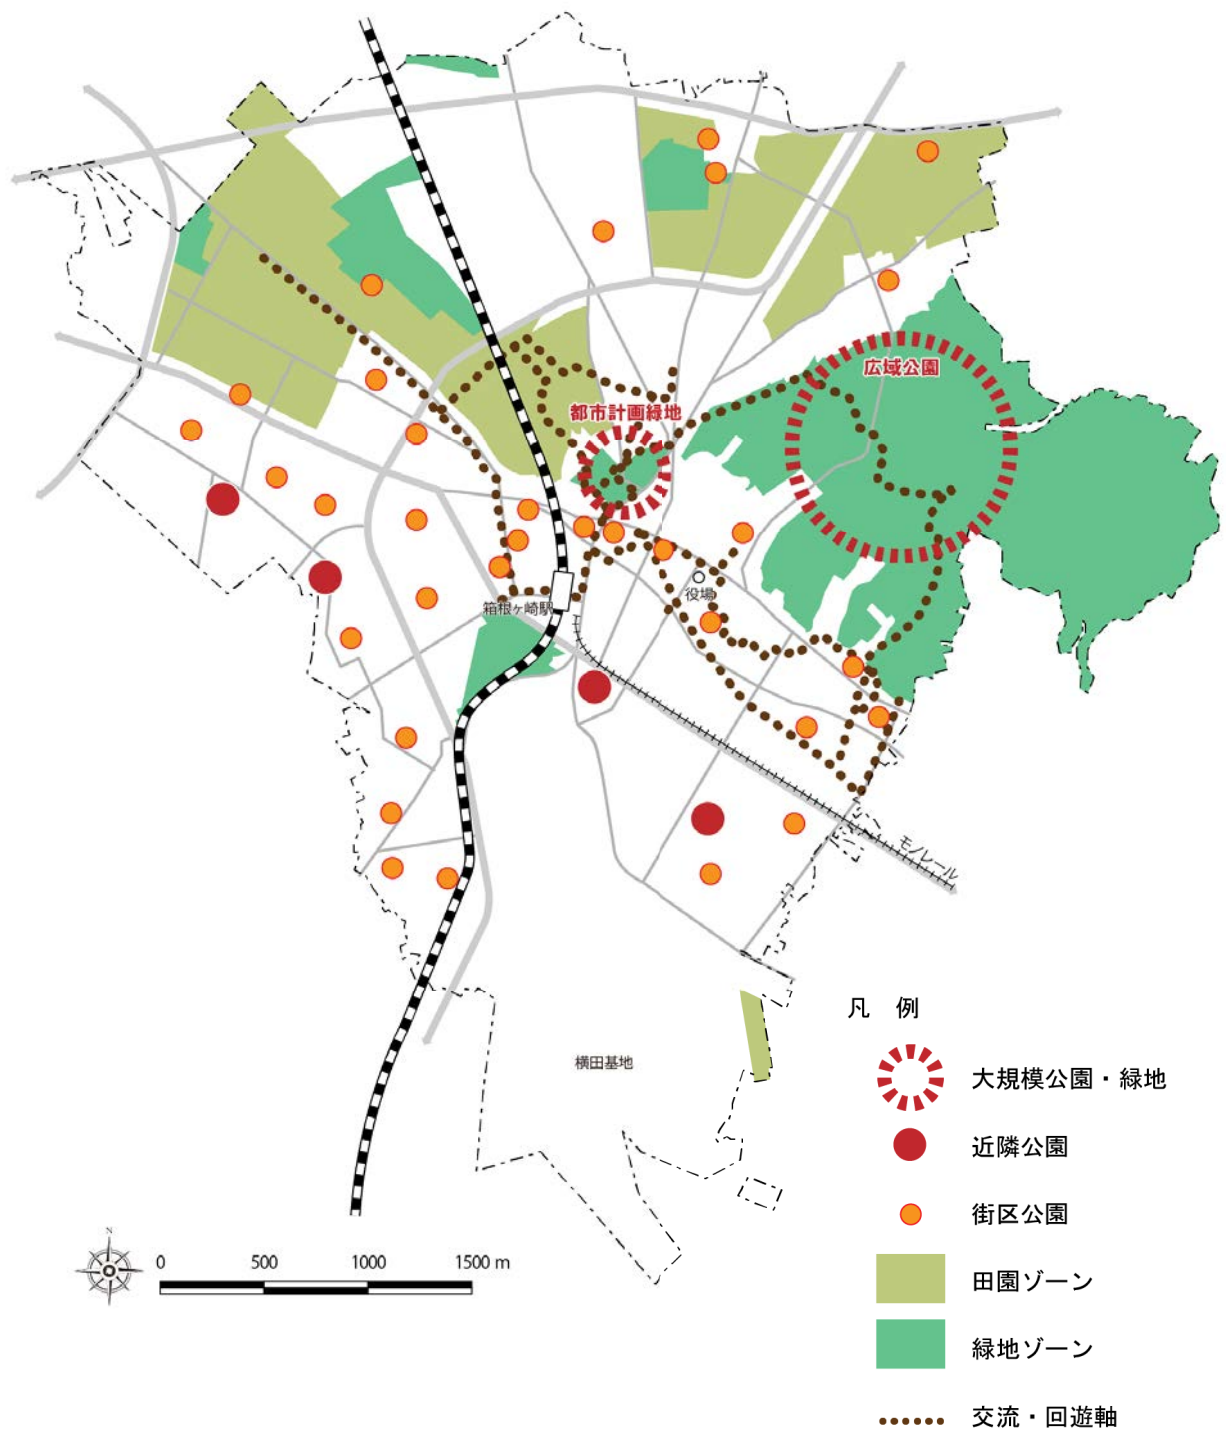 広域公園
都市計画緑地
役場
箱根ヶ崎駅
モノレール
横田基地
凡 例
大規模公園・緑地
近隣公園
街区公園
田園ゾーン
緑地ゾーン
交流・回遊軸
N
0 500 1000 1500 m